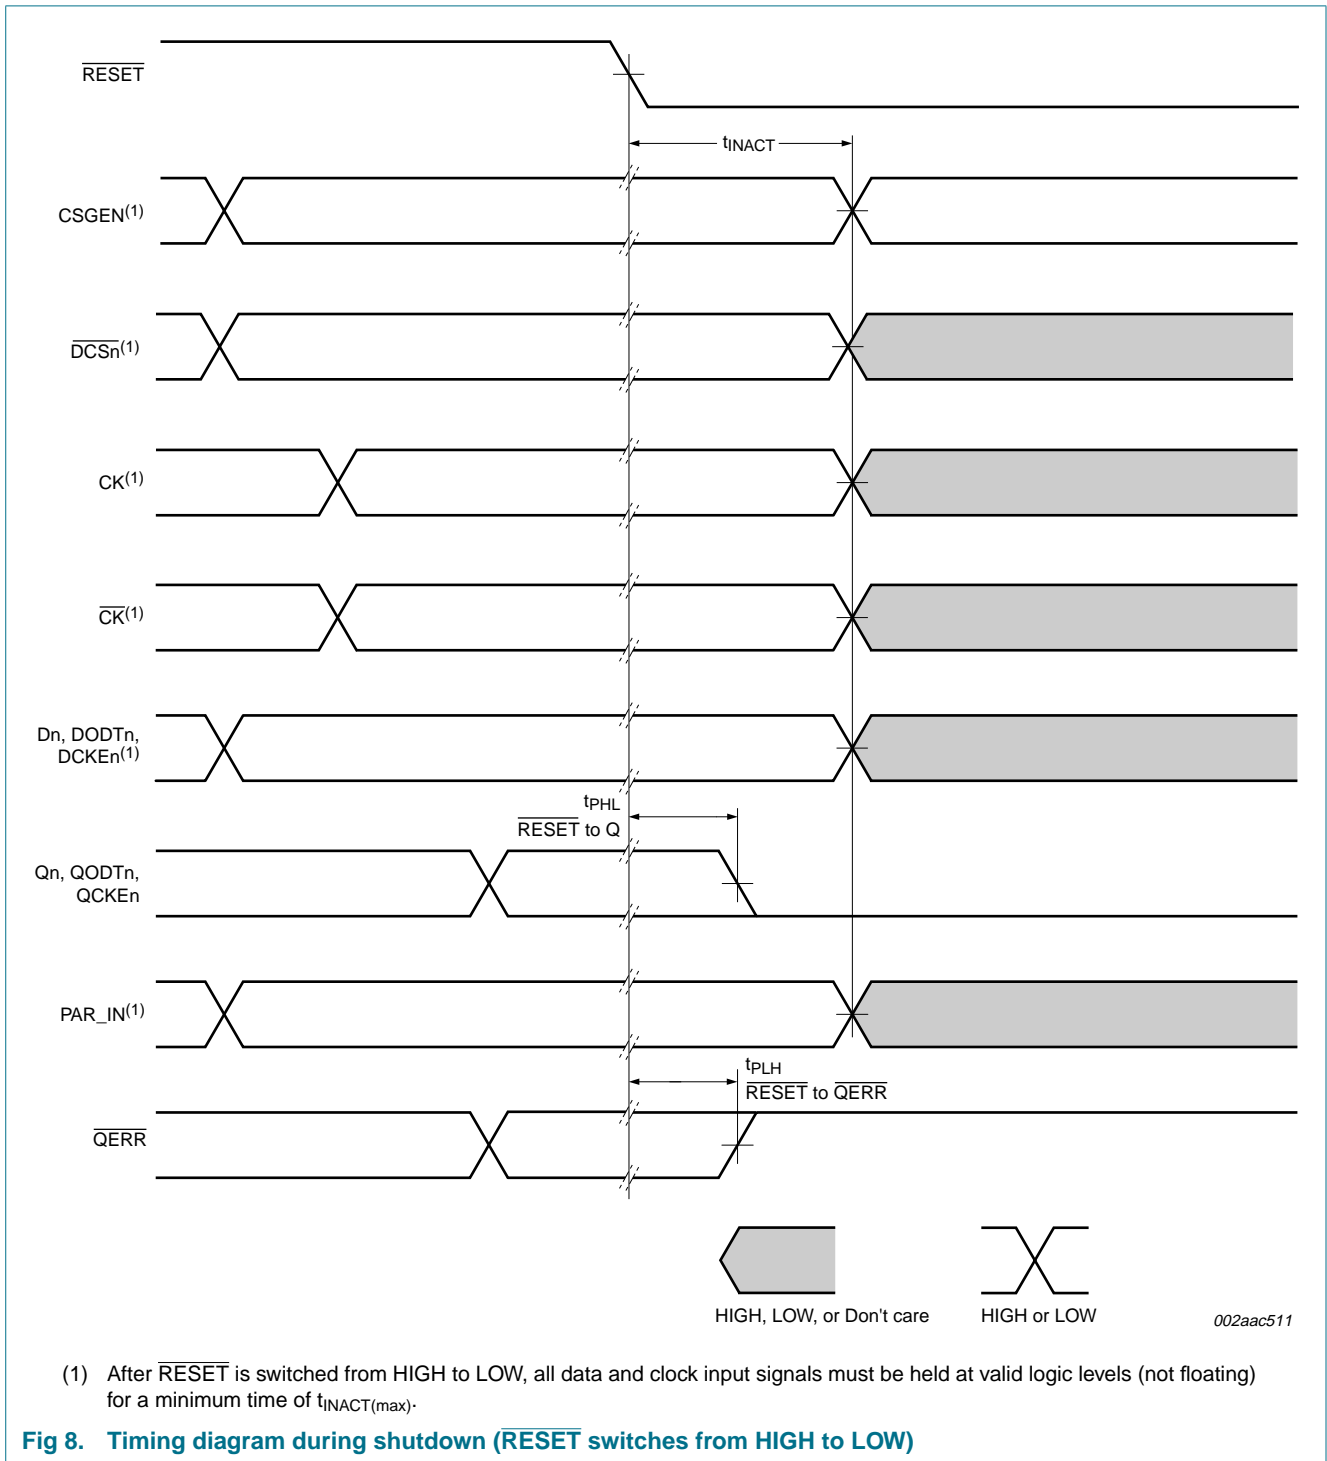 RESET
tINACT
CSGEN(1)
DCSn(1)
CK(1)
CK(1)
Dn, DODTn,
DCKEn(1)
tPHL
RESET to Q
Qn, QODTn,
QCKEn
PAR_IN(1)
tPLH
RESET to QERR
QERR
HIGH, LOW, or Don't care
HIGH or LOW
002aac511
(1) After RESET is switched from HIGH to LOW, all data and clock input signals must be held at valid logic levels (not floating)
for a minimum time of tINACT(max).
Fig 8. Timing diagram during shutdown (RESET switches from HIGH to LOW)